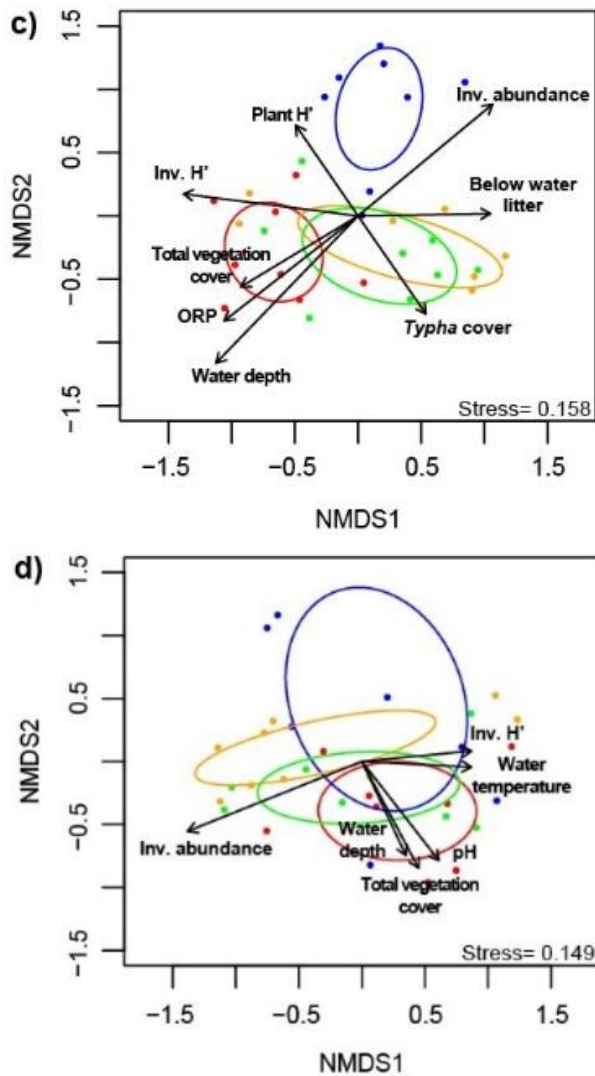 c)
1.5
0.5
−0.5
−1.5
NMDS2
Plant H'
Inv. abundance
Inv. H'
Below water
litter
Total vegetation
cover
ORP
Typha cover
Water depth
Stress= 0.158
−1.5 −0.5 0.5 1.5
NMDS1
d)
1.5
0.5
−0.5
−1.5
NMDS2
Inv. H'
Water
temperature
Inv. abundance
Water
depth
pH
Total vegetation
cover
Stress= 0.149
−1.5 −0.5 0.5 1.5
NMDS1